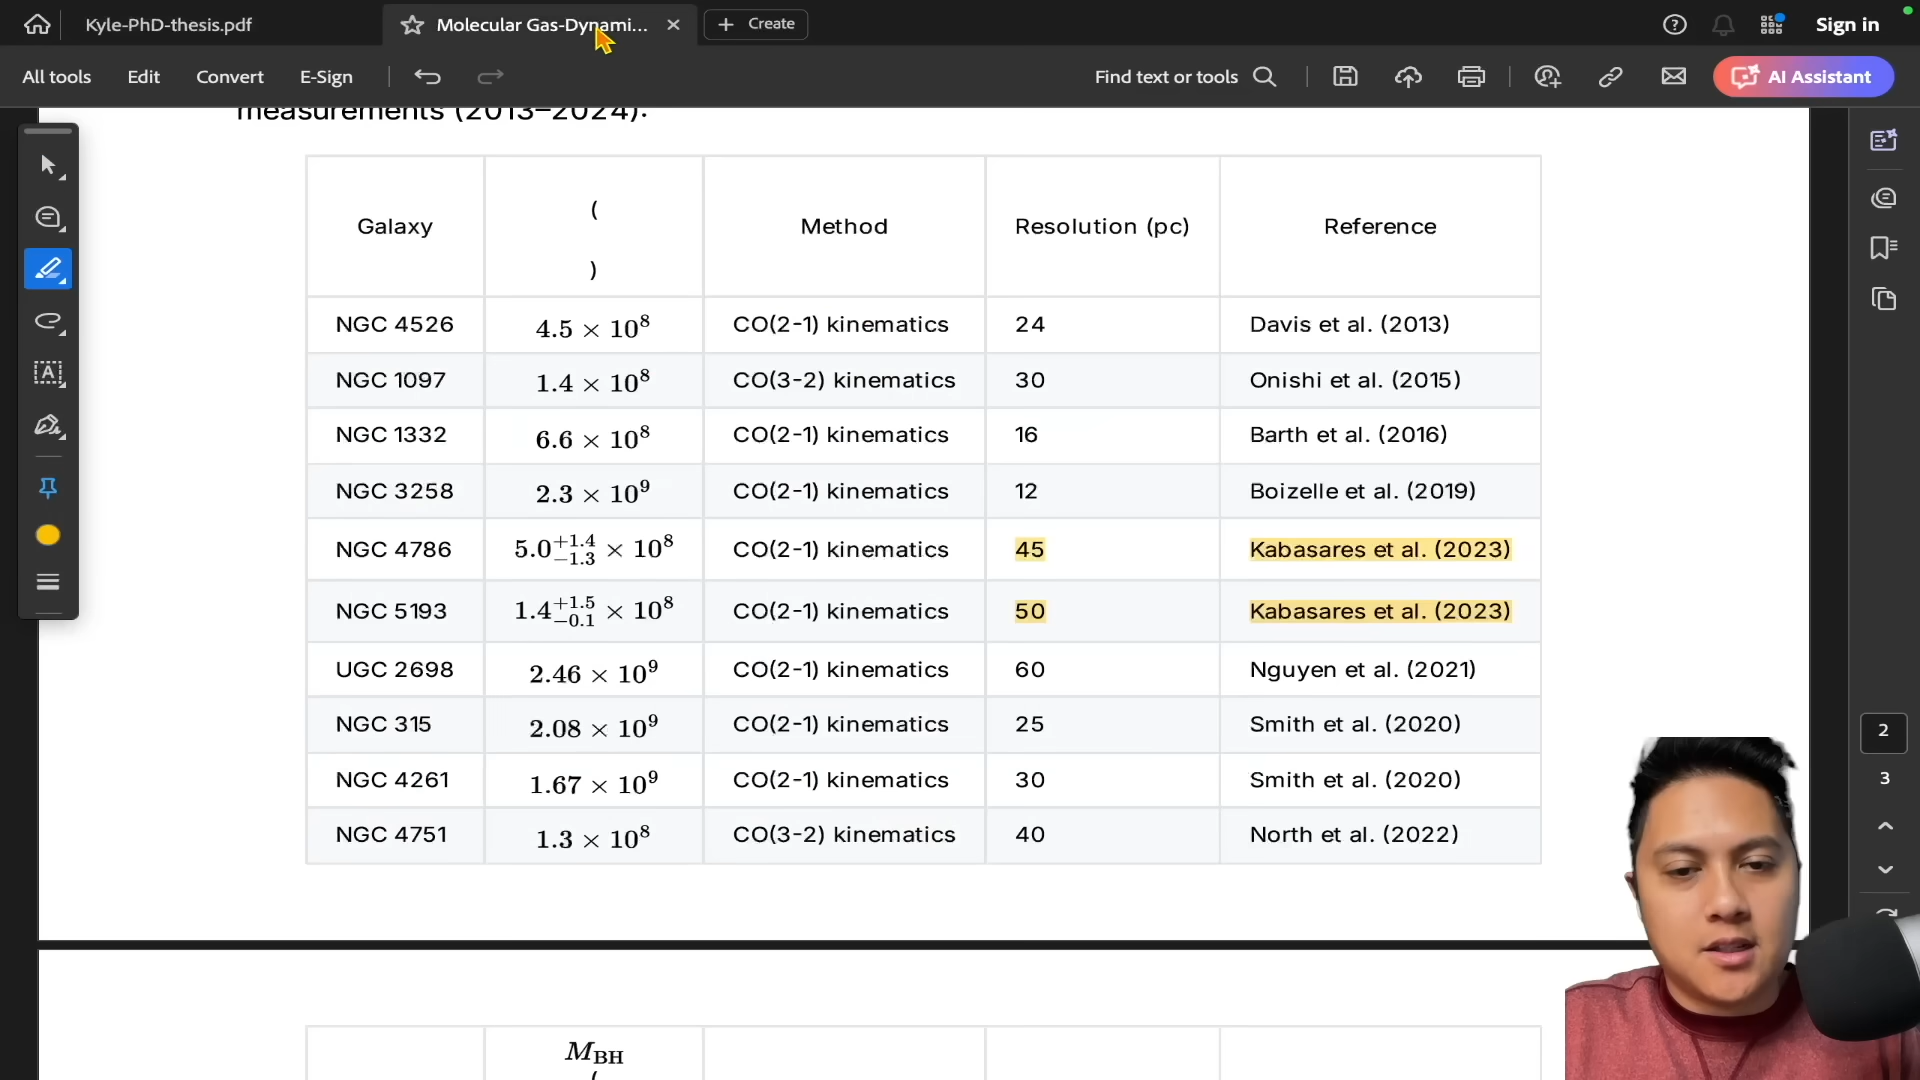 Kyle-PhD-thesis.pdf
Molecular Gas-Dynami...
Create
Sign in
All tools
Edit
Convert
E-Sign
Find text or tools
AI Assistant
measurements (2013–2024).
Galaxy ( ) Method Resolution (pc) Reference
NGC 4526 4.5 × 10⁸ CO(2-1) kinematics 24 Davis et al. (2013)
NGC 1097 1.4 × 10⁸ CO(3-2) kinematics 30 Onishi et al. (2015)
NGC 1332 6.6 × 10⁸ CO(2-1) kinematics 16 Barth et al. (2016)
NGC 3258 2.3 × 10⁹ CO(2-1) kinematics 12 Boizelle et al. (2019)
NGC 4786 5.0^{+1.4}_{−1.3} × 10⁸ CO(2-1) kinematics 45 Kabasares et al. (2023)
NGC 5193 1.4^{+1.5}_{−0.1} × 10⁸ CO(2-1) kinematics 50 Kabasares et al. (2023)
UGC 2698 2.46 × 10⁹ CO(2-1) kinematics 60 Nguyen et al. (2021)
NGC 315 2.08 × 10⁹ CO(2-1) kinematics 25 Smith et al. (2020)
NGC 4261 1.67 × 10⁹ CO(2-1) kinematics 30 Smith et al. (2020)
NGC 4751 1.3 × 10⁸ CO(3-2) kinematics 40 North et al. (2022)
M_BH
(
2
3